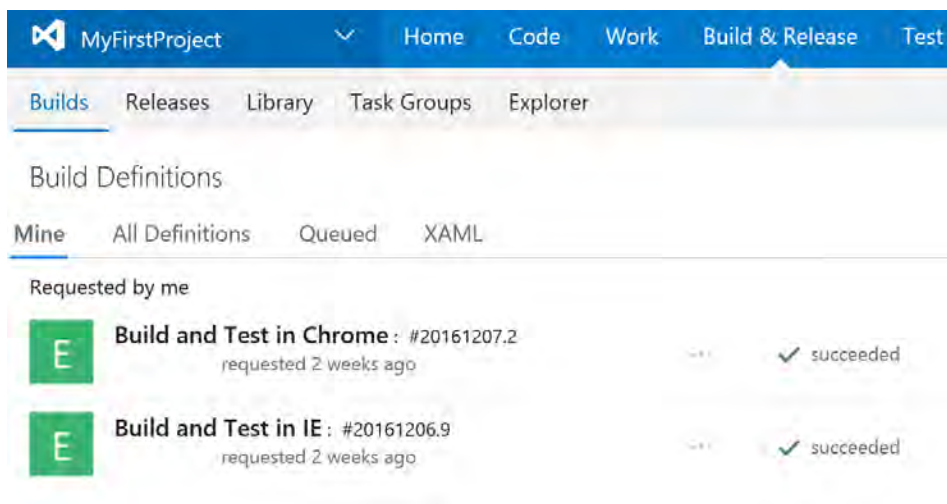 MyFirstProject Home Code Work Build & Release Test
Builds Releases Library Task Groups Explorer
Build Definitions
Mine All Definitions Queued XAML
Requested by me
E Build and Test in Chrome : #20161207.2
requested 2 weeks ago
... ✓ succeeded
E Build and Test in IE : #20161206.9
requested 2 weeks ago
... ✓ succeeded